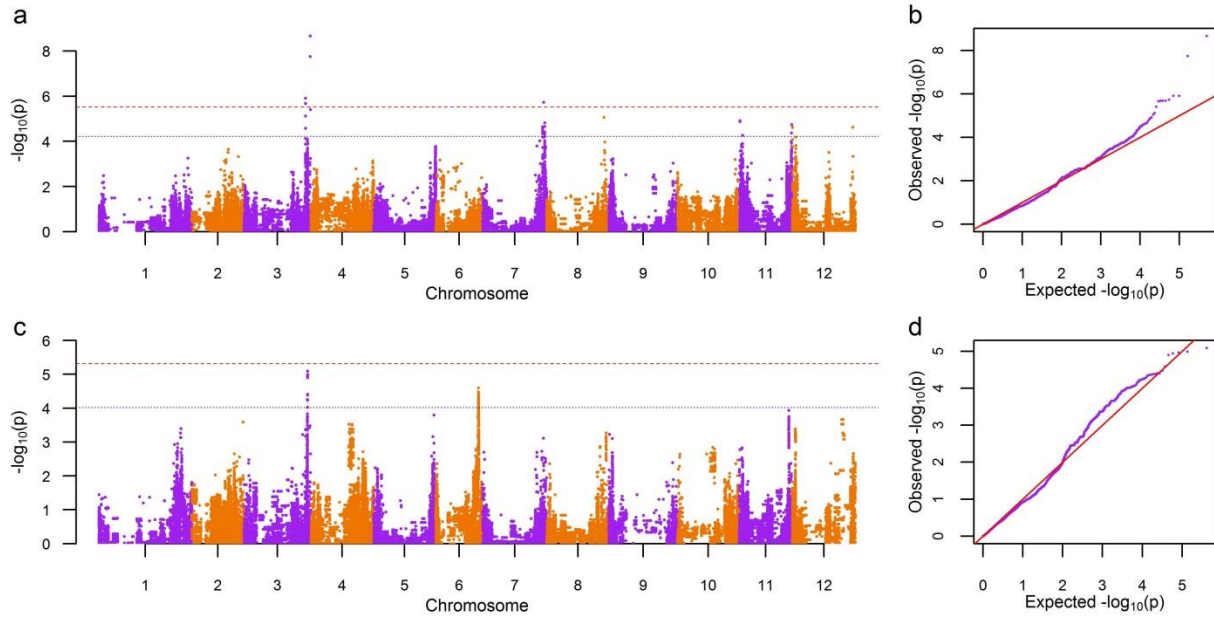 a
8
6
4
2
0
-log10(p)
1 2 3 4 5 6 7 8 9 10 11 12
Chromosome
b
8
6
4
2
0
Observed -log10(p)
0 1 2 3 4 5
Expected -log10(p)
c
6
5
4
3
2
1
0
-log10(p)
1 2 3 4 5 6 7 8 9 10 11 12
Chromosome
d
5
4
3
2
1
0
Observed -log10(p)
0 1 2 3 4 5
Expected -log10(p)